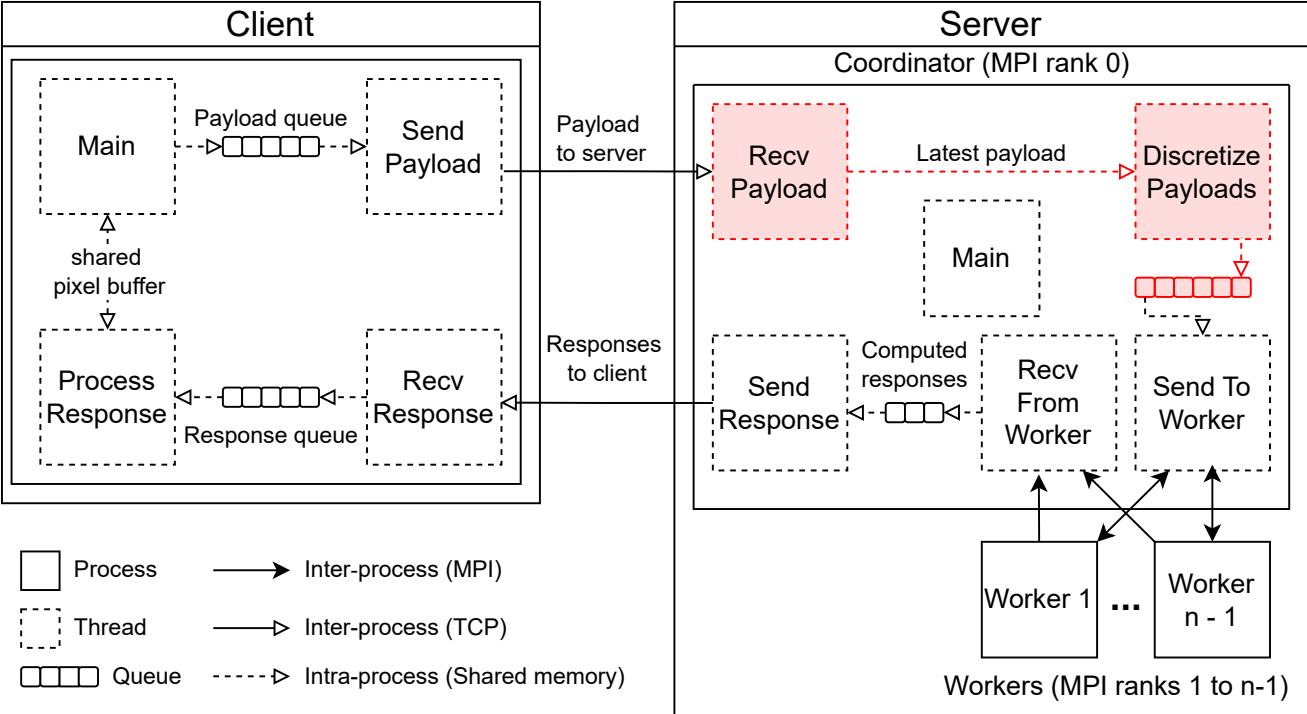 Client
Server
Coordinator (MPI rank 0)
Main
Payload queue
Send
Payload
Payload
to server
Recv
Payload
Latest payload
Discretize
Payloads
shared
pixel buffer
Main
Process
Response
Response queue
Recv
Response
Responses
to client
Send
Response
Computed
responses
Recv
From
Worker
Send To
Worker
Worker 1
...
Worker
n - 1
Workers (MPI ranks 1 to n-1)
Process
Inter-process (MPI)
Thread
Inter-process (TCP)
Queue
Intra-process (Shared memory)